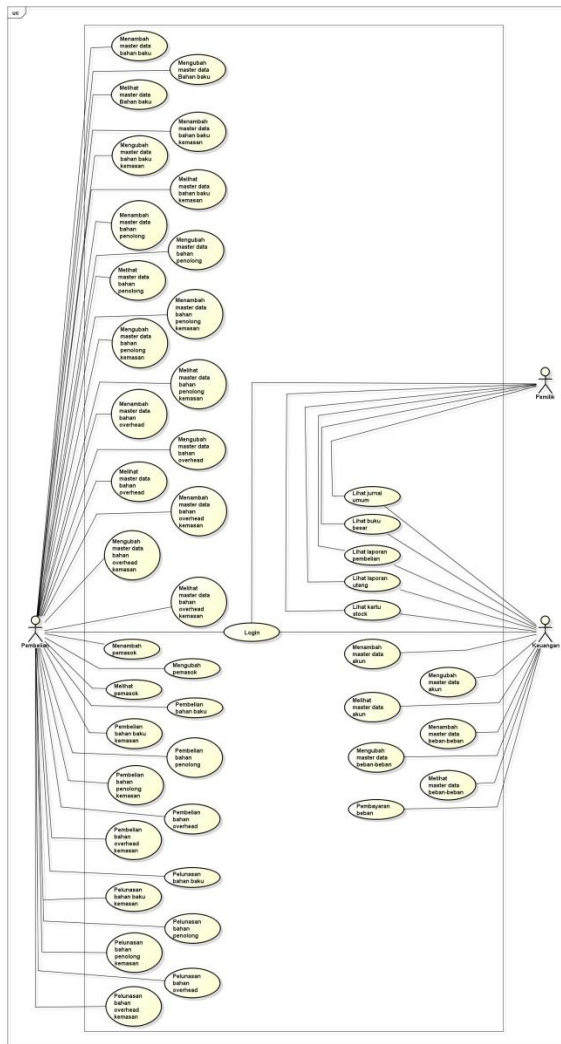 uc
Menambah
master data
bahan baku
Mengubah
master data
Bahan baku
Melihat
master data
Bahan baku
Menambah
master data
bahan baku
kemasan
Mengubah
master data
bahan baku
kemasan
Melihat
master data
bahan baku
kemasan
Menambah
master data
bahan
penolong
Mengubah
master data
bahan
penolong
Melihat
master data
bahan
penolong
Menambah
master data
bahan
penolong
kemasan
Mengubah
master data
bahan
penolong
kemasan
Melihat
master data
bahan
penolong
kemasan
Menambah
master data
bahan
overhead
Mengubah
master data
bahan
overhead
Melihat
master data
bahan
overhead
Menambah
master data
bahan
overhead
kemasan
Mengubah
master data
bahan
overhead
kemasan
Melihat
master data
bahan
overhead
kemasan
Pemilik
Lihat jurnal
umum
Lihat buku
besar
Lihat laporan
pembelian
Lihat laporan
utang
Lihat kartu
stock
Login
Pembelian
Keuangan
Menambah
pemasok
Mengubah
pemasok
Melihat
pemasok
Pembelian
bahan baku
Pembelian
bahan baku
kemasan
Pembelian
bahan
penolong
Pembelian
bahan
penolong
kemasan
Pembelian
bahan
overhead
Pembelian
bahan
overhead
kemasan
Pelunasan
bahan baku
Pelunasan
bahan baku
kemasan
Pelunasan
bahan
penolong
Pelunasan
bahan
penolong
kemasan
Pelunasan
bahan
overhead
Pelunasan
bahan
overhead
kemasan
Menambah
master data
akun
Mengubah
master data
akun
Melihat
master data
akun
Menambah
master data
beban-beban
Mengubah
master data
beban-beban
Melihat
master data
beban-beban
Pembayaran
beban